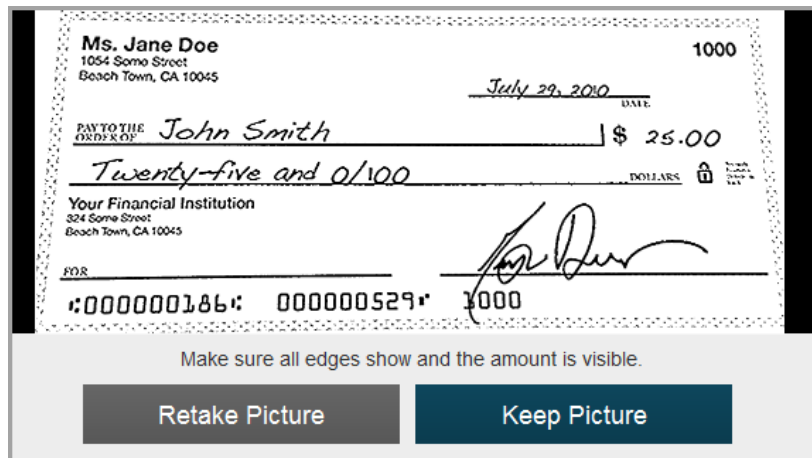 Ms. Jane Doe 1000
1054 Some Street
Beach Town, CA 10045
July 29, 2010
DATE
PAY TO THE
ORDER OF John Smith $ 25.00
Twenty-five and 0/100 DOLLARS
Your Financial Institution
324 Some Street
Beach Town, CA 10045
FOR
⑆000000186⑆ 000000529⑈ 1000
Make sure all edges show and the amount is visible.
Retake Picture Keep Picture